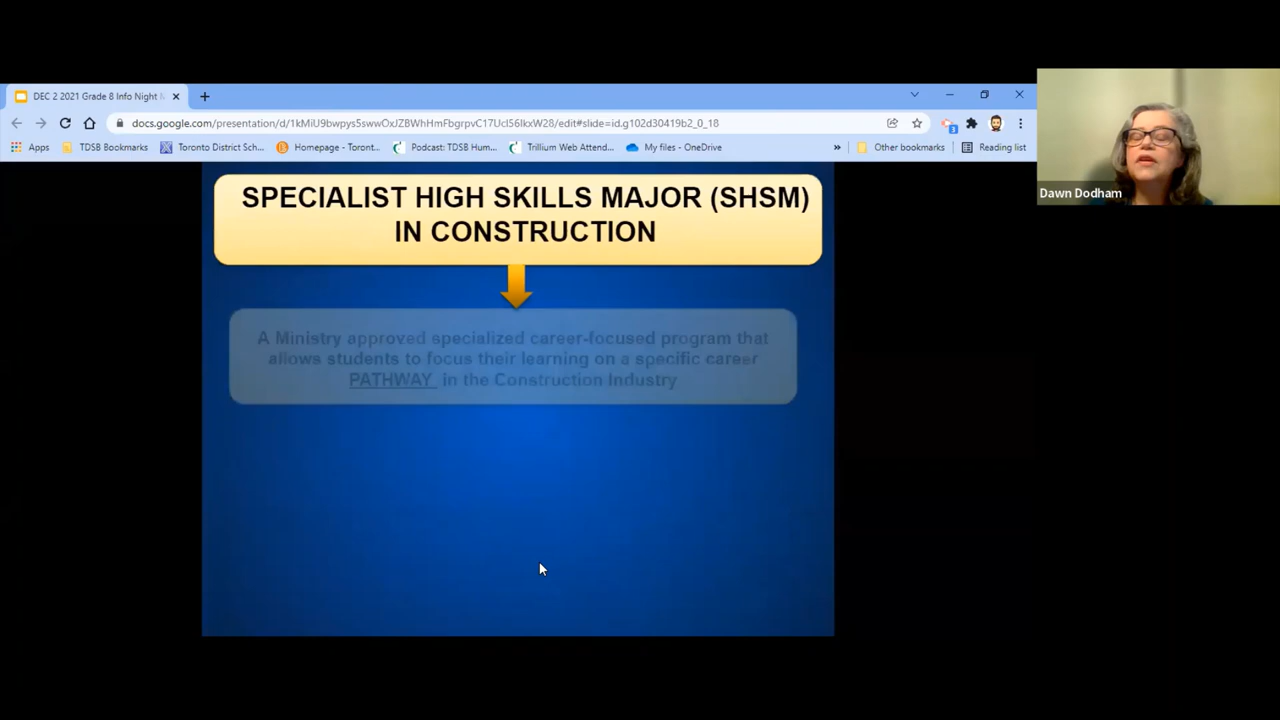 DEC 2 2021 Grade 8 Info Night
docs.google.com/presentation/d/1kMiU9bwpys5swwOxJZBWhHmFbgrpvC17UcI56IkxW28/edit#slide=id.g102d30419b2_0_18
Apps TDSB Bookmarks Toronto District Sch... Homepage - Toront... Podcast: TDSB Hum... Trillium Web Attend... My files - OneDrive » Other bookmarks Reading list
3
Dawn Dodham
SPECIALIST HIGH SKILLS MAJOR (SHSM)
IN CONSTRUCTION
A Ministry approved specialized career-focused program that
allows students to focus their learning on a specific career
PATHWAY in the Construction Industry